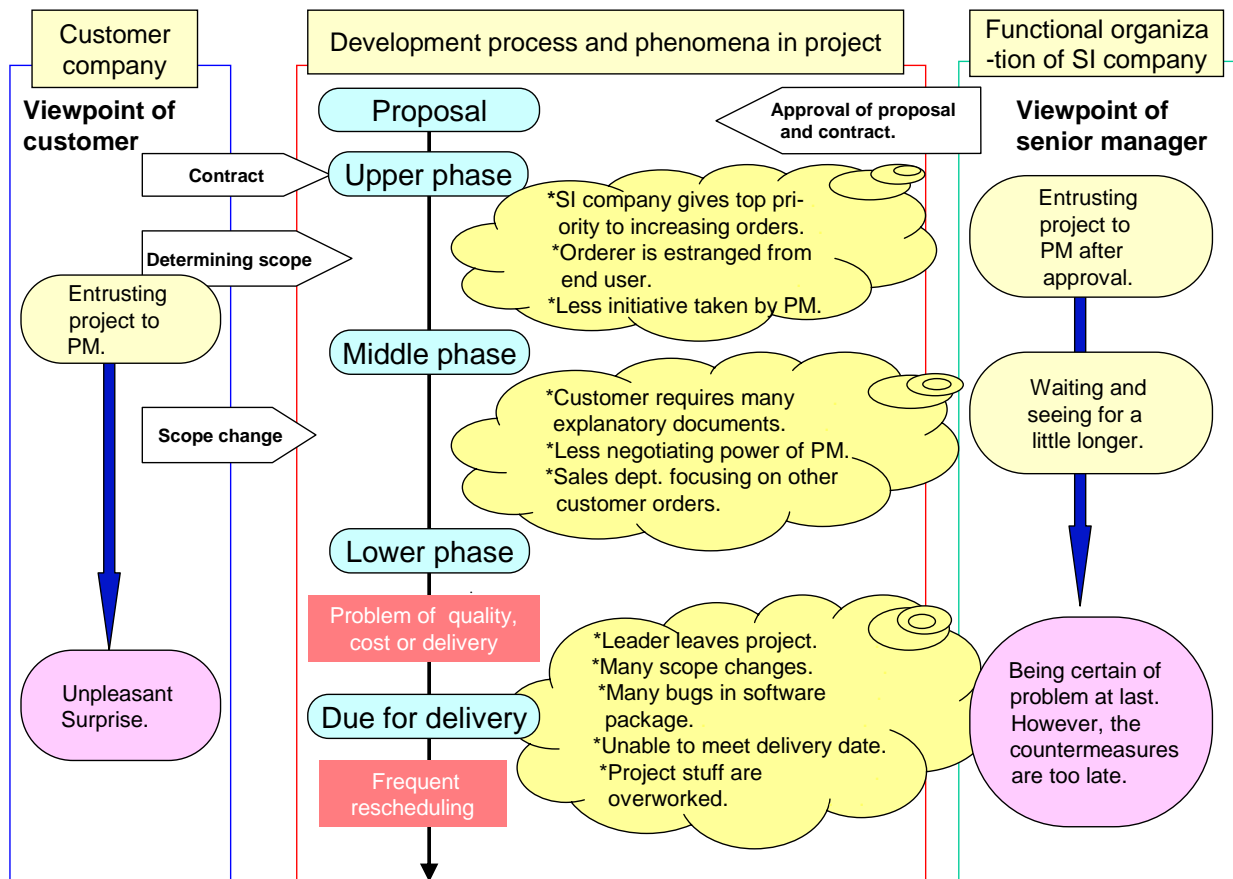 Customer
company
Development process and phenomena in project
Functional organiza
-tion of SI company
Viewpoint of
customer
Proposal
Approval of proposal
and contract.
Viewpoint of
senior manager
Contract
Upper phase
*SI company gives top pri-
ority to increasing orders.
*Orderer is estranged from
end user.
*Less initiative taken by PM.
Entrusting
project to
PM after
approval.
Determining scope
Entrusting
project to
PM.
Middle phase
*Customer requires many
explanatory documents.
*Less negotiating power of PM.
*Sales dept. focusing on other
customer orders.
Waiting and
seeing for a
little longer.
Scope change
Lower phase
Problem of quality,
cost or delivery
*Leader leaves project.
*Many scope changes.
*Many bugs in software
package.
*Unable to meet delivery date.
*Project stuff are
overworked.
Being certain of
problem at last.
However, the
countermeasures
are too late.
Unpleasant
Surprise.
Due for delivery
Frequent
rescheduling